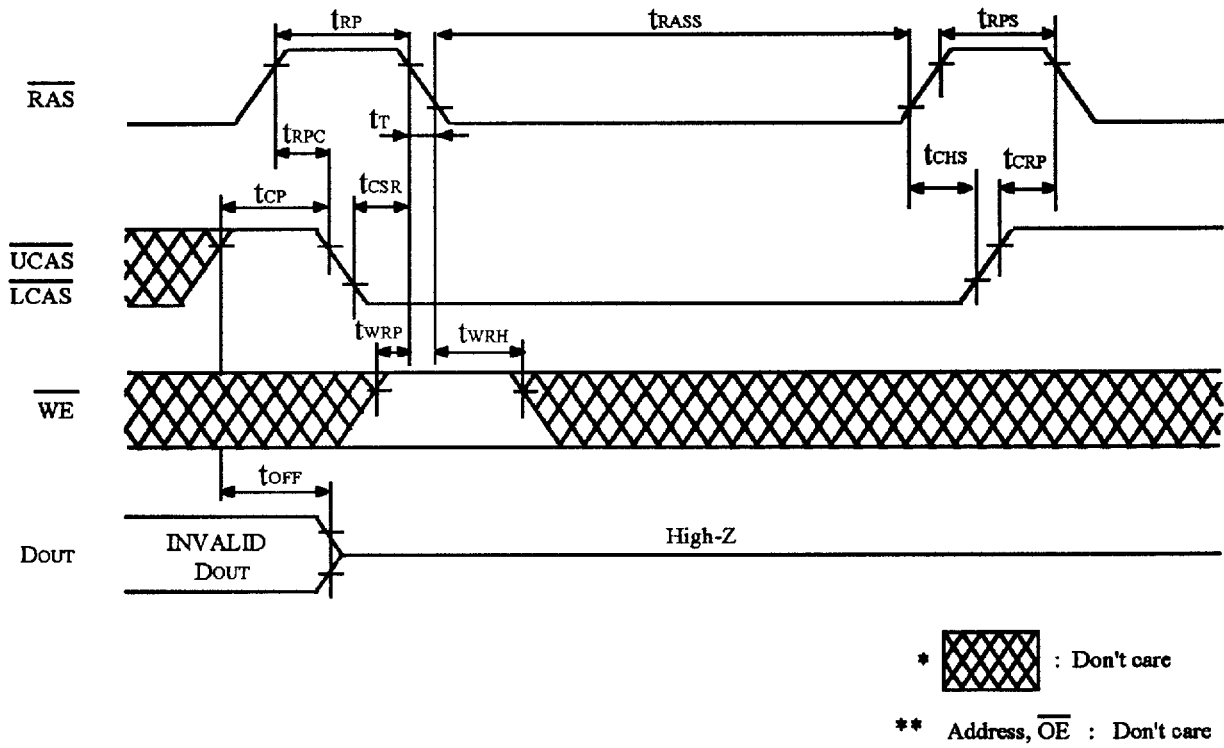 tRP tRASS tRPS
RAS
tT
tRPC
tCHS tCRP
tCSR
tCP
UCAS
LCAS
tWRP tWRH
WE
tOFF
DOUT
INVALID
DOUT
High-Z
* : Don't care
** Address, OE : Don't care